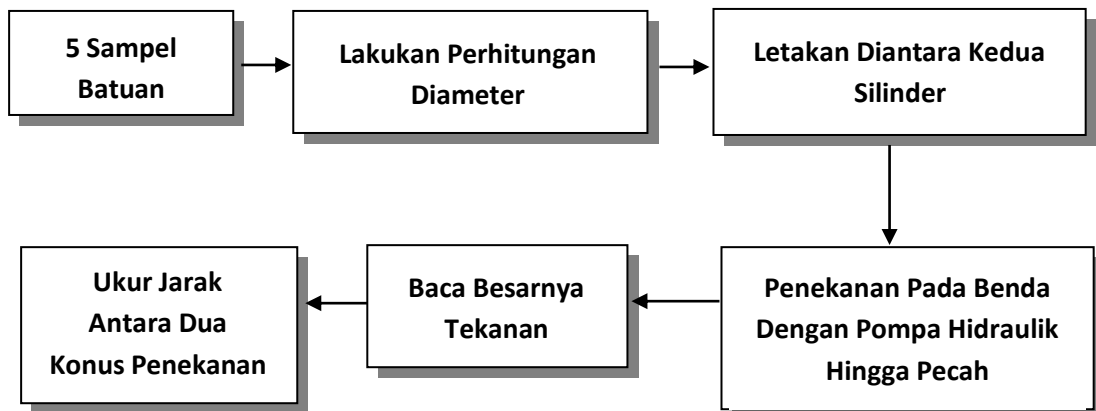 5 Sampel
Batuan
Lakukan Perhitungan
Diameter
Letakan Diantara Kedua
Silinder
Penekanan Pada Benda
Dengan Pompa Hidraulik
Hingga Pecah
Baca Besarnya
Tekanan
Ukur Jarak
Antara Dua
Konus Penekanan